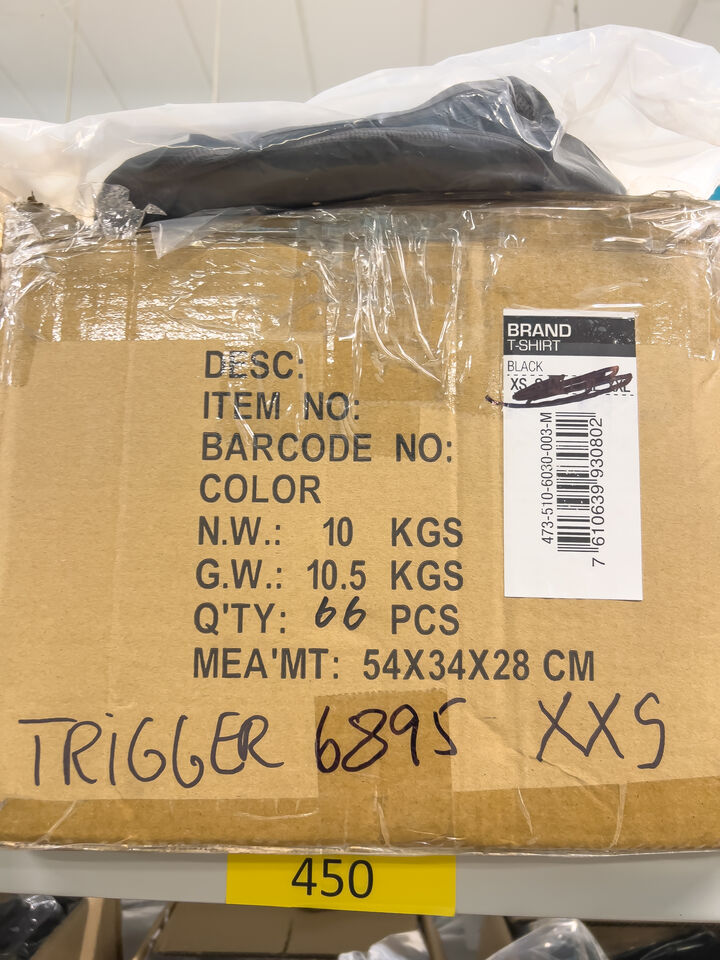 BRAND
T-SHIRT
BLACK
XS
473-510-6030-003-M
7 610639 930802
DESC:
ITEM NO:
BARCODE NO:
COLOR
N.W.: 10 KGS
G.W.: 10.5 KGS
Q'TY: 66 PCS
MEA'MT: 54X34X28 CM
TRIGGER 6895 XXS
450